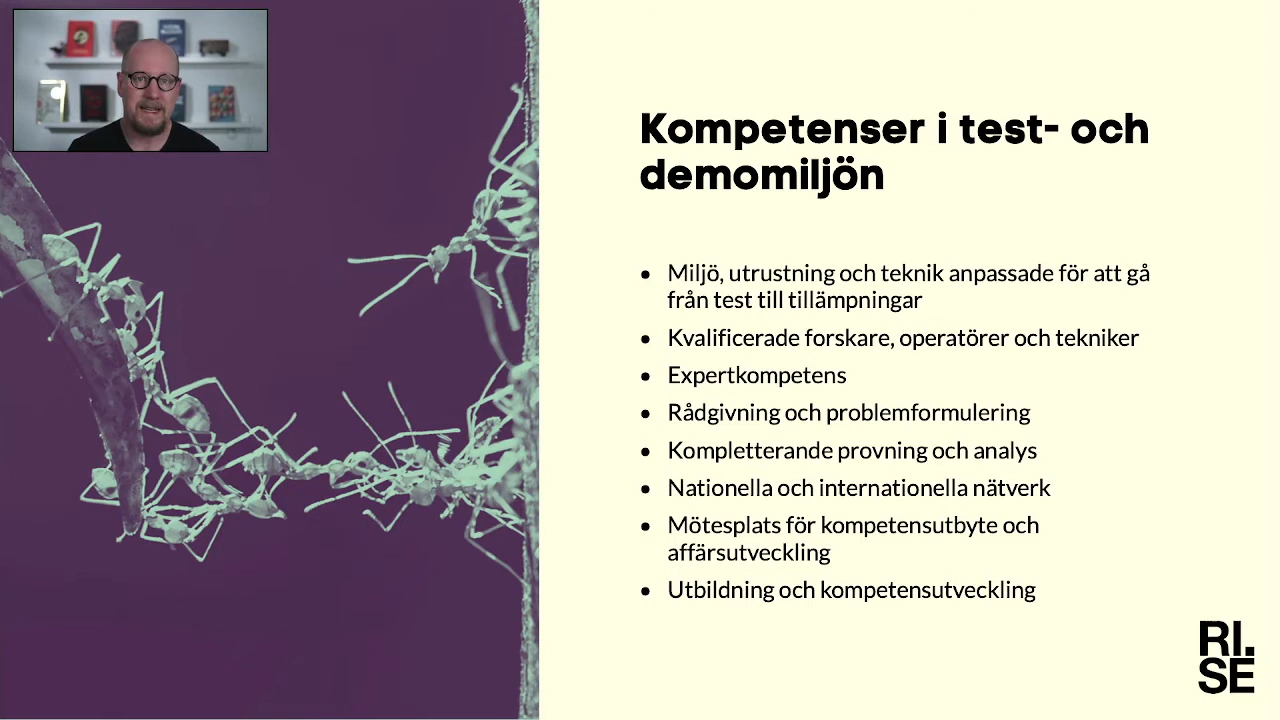 Kompetenser i test- och
demomiljön
• Miljö, utrustning och teknik anpassade för att gå
från test till tillämpningar
• Kvalificerade forskare, operatörer och tekniker
• Expertkompetens
• Rådgivning och problemformulering
• Kompletterande provning och analys
• Nationella och internationella nätverk
• Mötesplats för kompetensutbyte och
affärsutveckling
• Utbildning och kompetensutveckling
RI.
SE